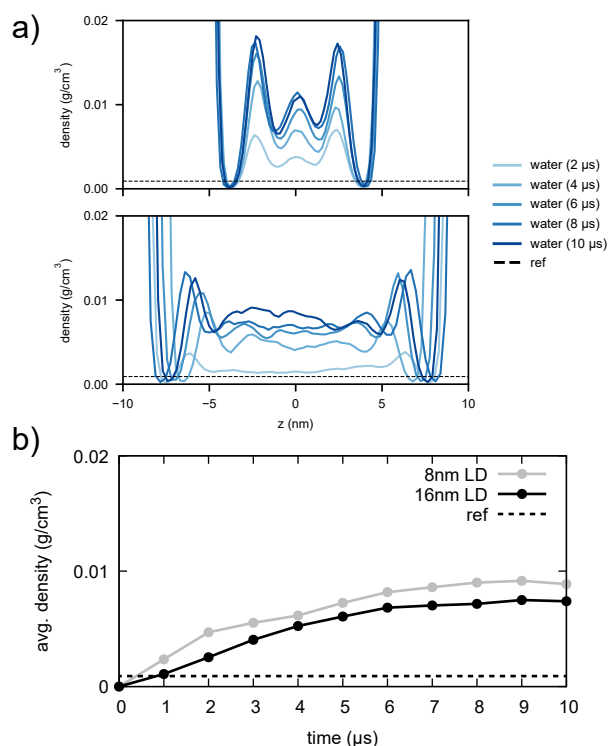 a)
0.02
0.01
0.00
density (g/cm³)
0.02
0.01
0.00
density (g/cm³)
−10
−5
0
5
10
z (nm)
water (2 μs)
water (4 μs)
water (6 μs)
water (8 μs)
water (10 μs)
ref
b)
0.02
0.01
0
avg. density (g/cm³)
8nm LD
16nm LD
ref
0 1 2 3 4 5 6 7 8 9 10
time (μs)